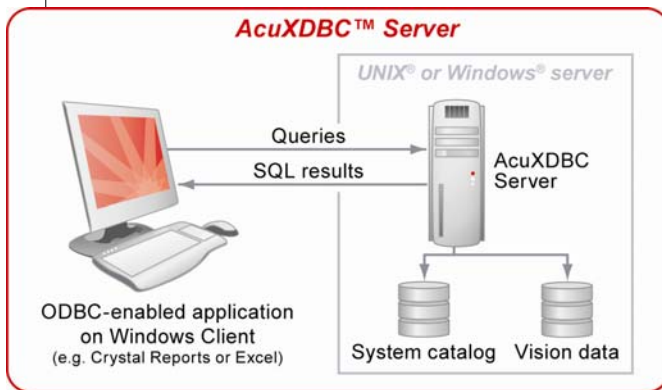 AcuXDBC™ Server
UNIX® or Windows® server
Queries
SQL results
AcuXDBC
Server
ODBC-enabled application
on Windows Client
(e.g. Crystal Reports or Excel)
System catalog
Vision data